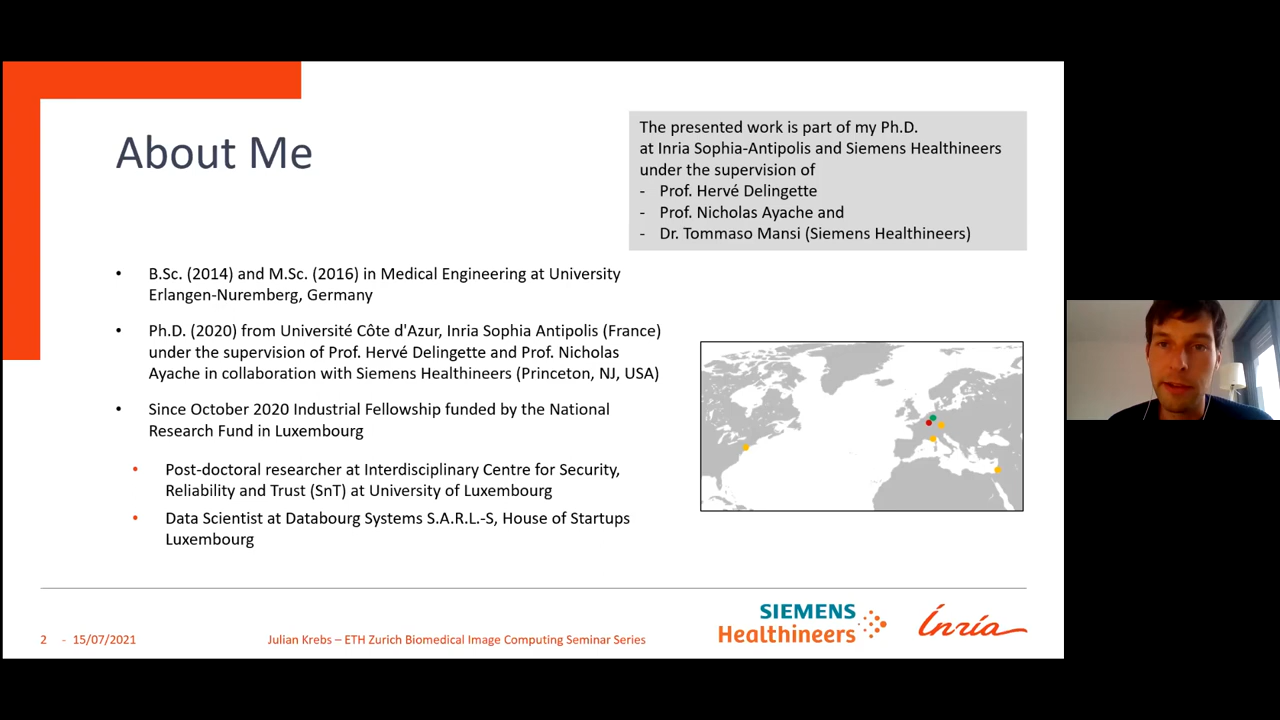 About Me
The presented work is part of my Ph.D.
at Inria Sophia-Antipolis and Siemens Healthineers
under the supervision of
- Prof. Hervé Delingette
- Prof. Nicholas Ayache and
- Dr. Tommaso Mansi (Siemens Healthineers)
• B.Sc. (2014) and M.Sc. (2016) in Medical Engineering at University
Erlangen-Nuremberg, Germany
• Ph.D. (2020) from Université Côte d'Azur, Inria Sophia Antipolis (France)
under the supervision of Prof. Hervé Delingette and Prof. Nicholas
Ayache in collaboration with Siemens Healthineers (Princeton, NJ, USA)
• Since October 2020 Industrial Fellowship funded by the National
Research Fund in Luxembourg
• Post-doctoral researcher at Interdisciplinary Centre for Security,
Reliability and Trust (SnT) at University of Luxembourg
• Data Scientist at Databourg Systems S.A.R.L.-S, House of Startups
Luxembourg
2 - 15/07/2021
Julian Krebs – ETH Zurich Biomedical Image Computing Seminar Series
SIEMENS
Healthineers
Inria